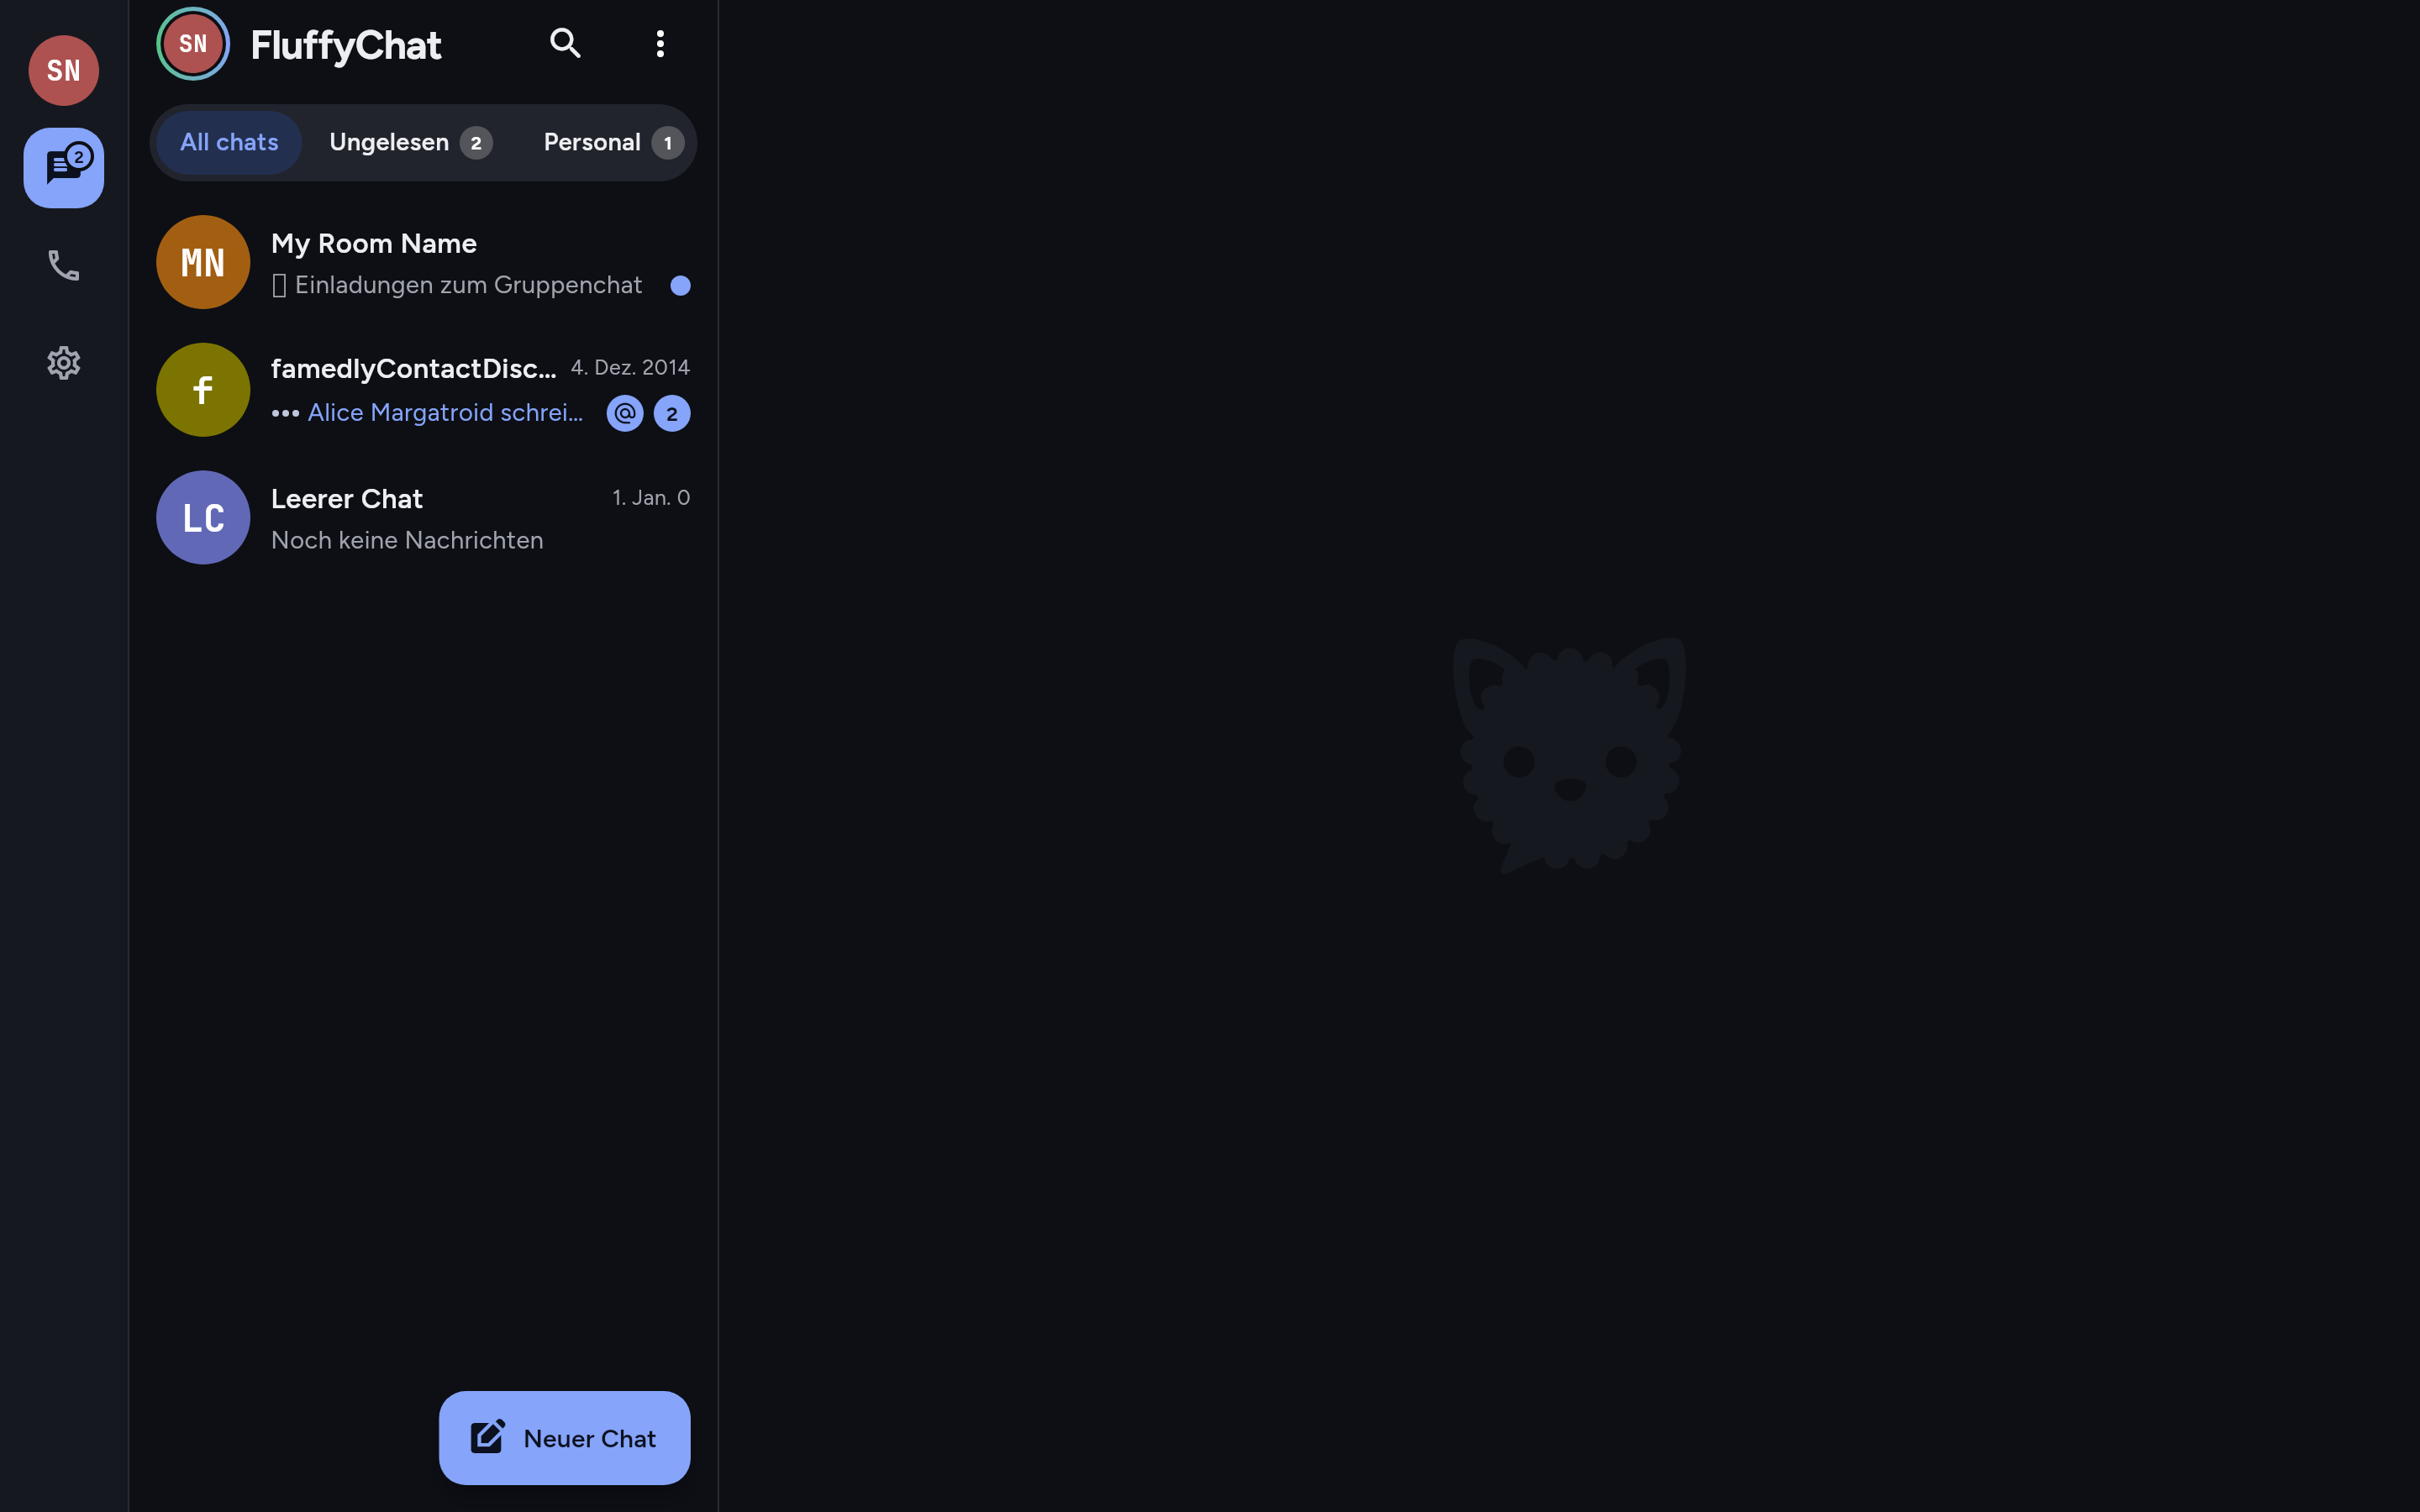 SN
2
SN FluffyChat
All chats Ungelesen 2 Personal 1
MN
My Room Name
Einladungen zum Gruppenchat
f
famedlyContactDisc... 4. Dez. 2014
••• Alice Margatroid schrei... @ 2
LC
Leerer Chat 1. Jan. 0
Noch keine Nachrichten
Neuer Chat